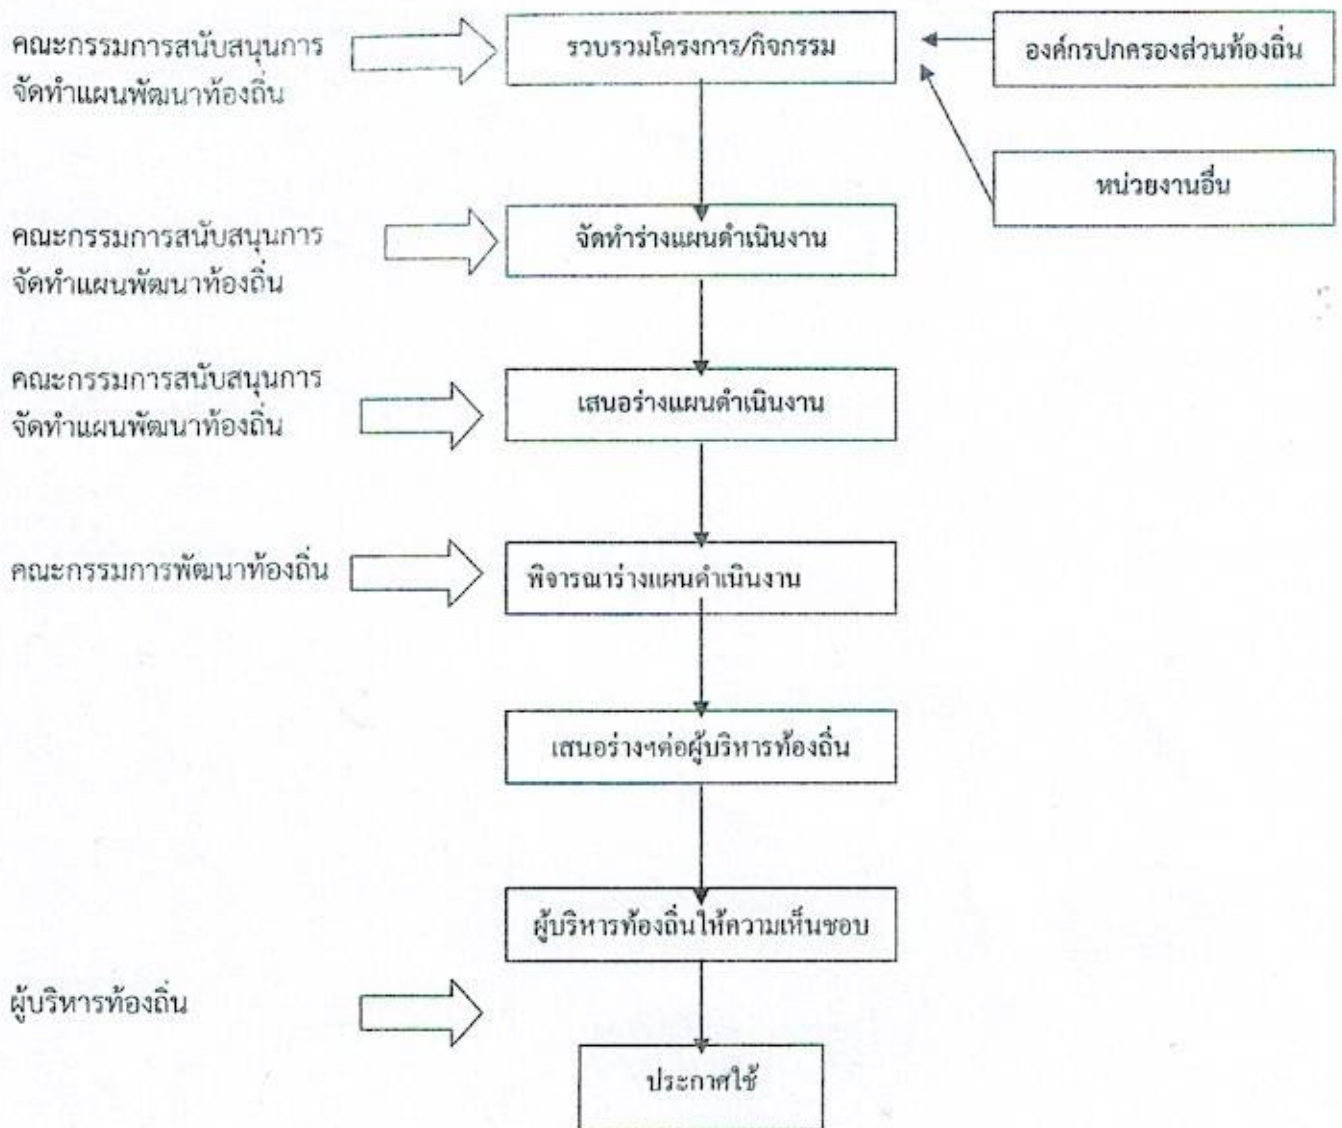 คณะกรรมการสนับสนุนการ
จัดทำแผนพัฒนาท้องถิ่น
รวบรวมโครงการ/กิจกรรม
องค์กรปกครองส่วนท้องถิ่น
หน่วยงานอื่น
คณะกรรมการสนับสนุนการ
จัดทำแผนพัฒนาท้องถิ่น
จัดทำร่างแผนดำเนินงาน
คณะกรรมการสนับสนุนการ
จัดทำแผนพัฒนาท้องถิ่น
เสนอร่างแผนดำเนินงาน
คณะกรรมการพัฒนาท้องถิ่น
พิจารณาร่างแผนดำเนินงาน
เสนอร่างฯต่อผู้บริหารท้องถิ่น
ผู้บริหารท้องถิ่นให้ความเห็นชอบ
ผู้บริหารท้องถิ่น
ประกาศใช้